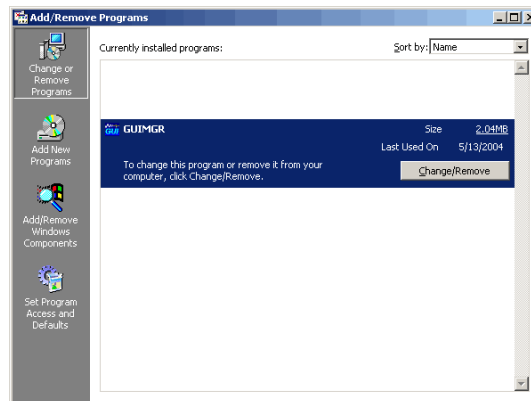 Add/Remove Programs
Change or
Remove
Programs
Add New
Programs
Add/Remove
Windows
Components
Set Program
Access and
Defaults
Currently installed programs:
Sort by: Name
GUI GUIMGR
Size 2.04MB
Last Used On 5/13/2004
To change this program or remove it from your
computer, click Change/Remove.
Change/Remove